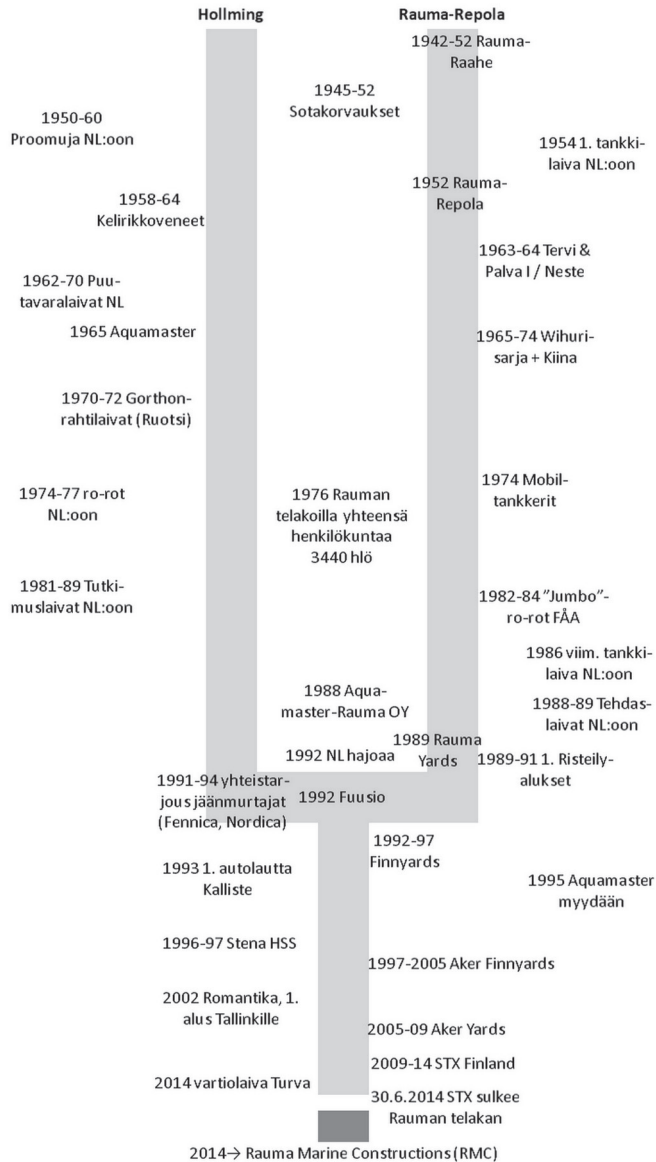 Hollming
Rauma-Repola
1942-52 Rauma-
Raahe
1945-52
Sotakorvaukset
1950-60
Proomuja NL:oon
1954 1. tankki-
laiva NL:oon
1952 Rauma-
Repola
1958-64
Kelirikkoveneet
1963-64 Tervi &
Palva I / Neste
1962-70 Puu-
tavaralaivat NL
1965 Aquamaster
1965-74 Wihuri-
sarja + Kiina
1970-72 Gorthon-
rahtilaivat (Ruotsi)
1974-77 ro-rot
NL:oon
1976 Rauman
telakoilla yhteensä
henkilökuntaa
3440 hlö
1974 Mobil-
tankkerit
1981-89 Tutki-
muslaivat NL:oon
1982-84 ”Jumbo”-
ro-rot FÅA
1986 viim. tankki-
laiva NL:oon
1988 Aqua-
master-Rauma OY
1988-89 Tehdas-
laivat NL:oon
1989 Rauma
Yards
1992 NL hajoaa
1989-91 1. Risteily-
alukset
1991-94 yhteistar-
jous jäänmurtajat
(Fennica, Nordica)
1992 Fuusio
1992-97
Finnyards
1993 1. autolautta
Kalliste
1995 Aquamaster
myydään
1996-97 Stena HSS
1997-2005 Aker Finnyards
2002 Romantika, 1.
alus Tallinkille
2005-09 Aker Yards
2009-14 STX Finland
2014 vartiolaiva Turva
30.6.2014 STX sulkee
Rauman telakan
2014→ Rauma Marine Constructions (RMC)